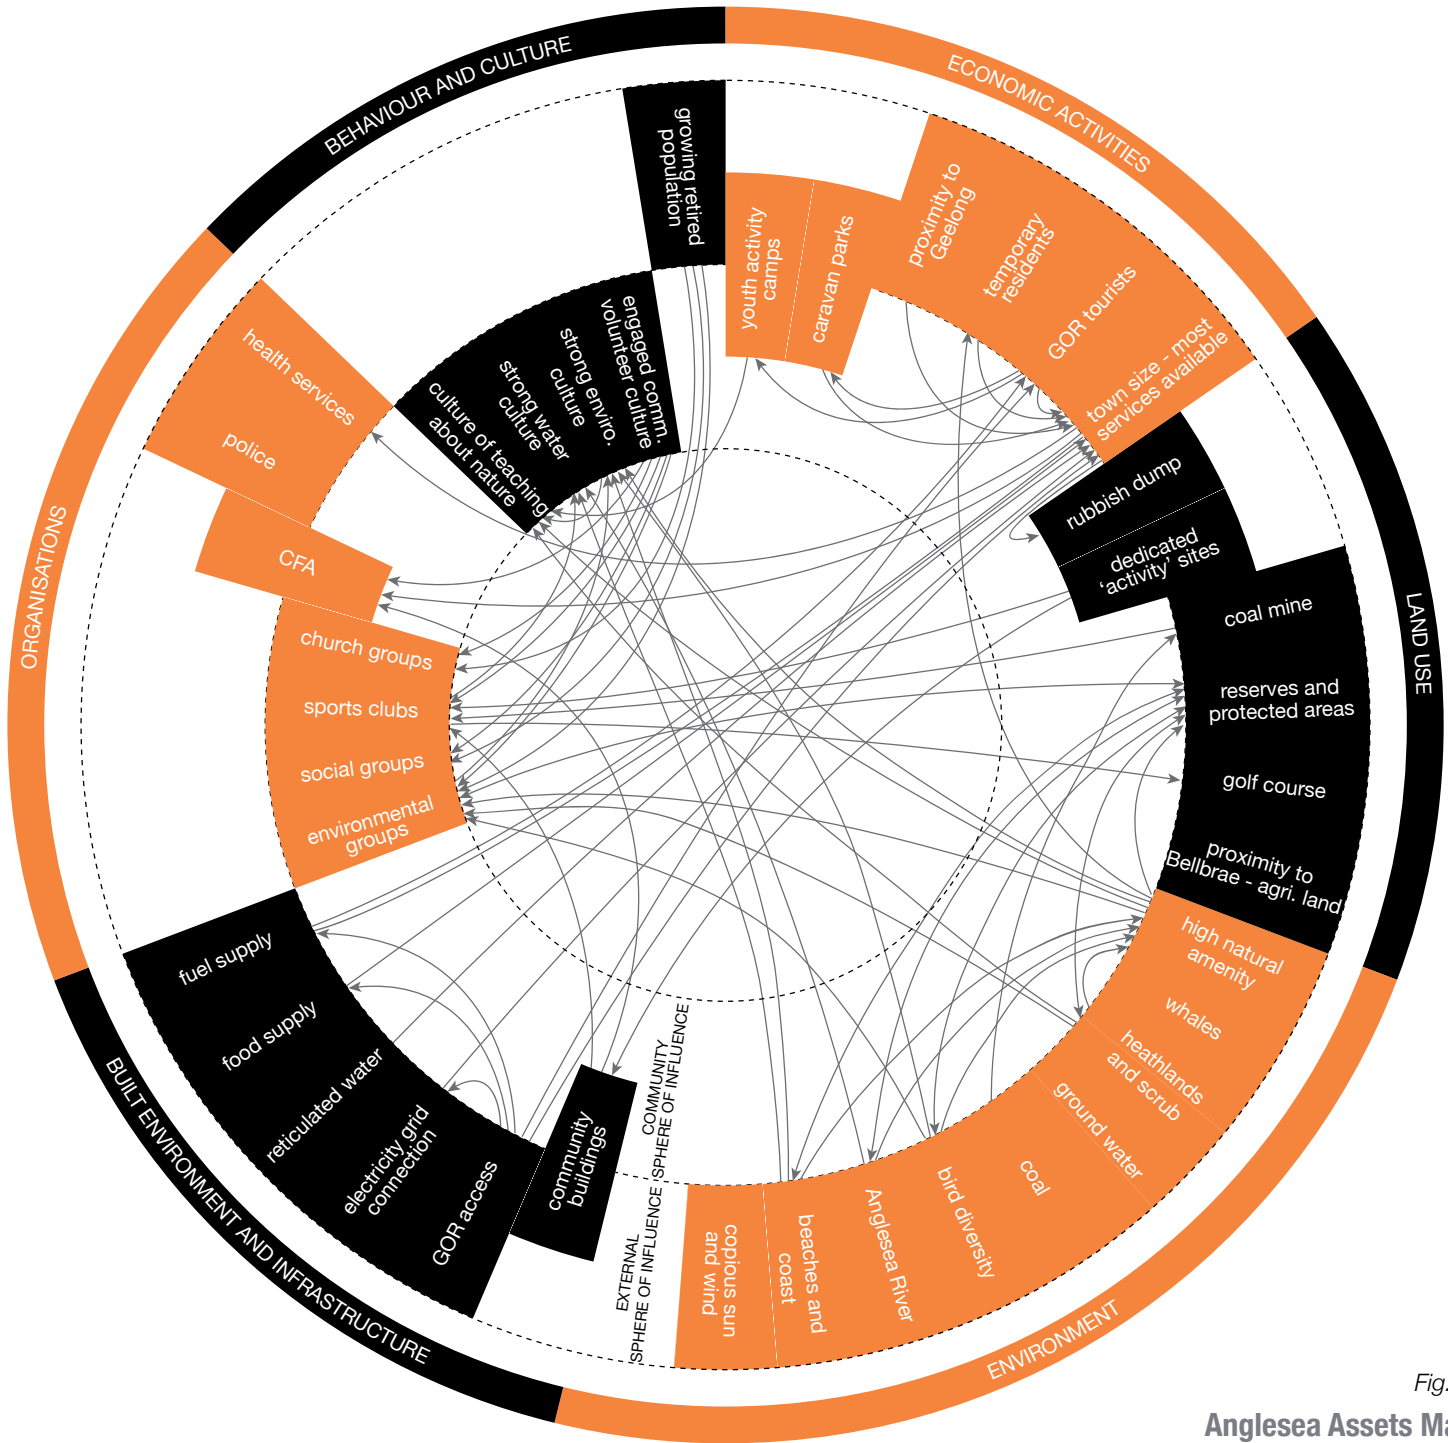 BEHAVIOUR AND CULTURE
growing retired
population
engaged comm.
volunteer culture
strong enviro.
culture
strong water
culture
culture of teaching
about nature
ECONOMIC ACTIVITIES
youth activity
camps
caravan parks
proximity to
Geelong
temporary
residents
GOR tourists
town size - most
services available
LAND USE
rubbish dump
dedicated
‘activity’ sites
coal mine
reserves and
protected areas
golf course
proximity to
Bellbrae - agri. land
ENVIRONMENT
high natural
amenity
whales
heathlands
and scrub
ground water
coal
bird diversity
Anglesea River
beaches and
coast
copious sun
and wind
COMMUNITY
SPHERE OF INFLUENCE
EXTERNAL
SPHERE OF INFLUENCE
BUILT ENVIRONMENT AND INFRASTRUCTURE
community
buildings
GOR access
electricity grid
connection
reticulated water
food supply
fuel supply
ORGANISATIONS
environmental
groups
social groups
sports clubs
church groups
CFA
police
health services
Fig.
Anglesea Assets Ma